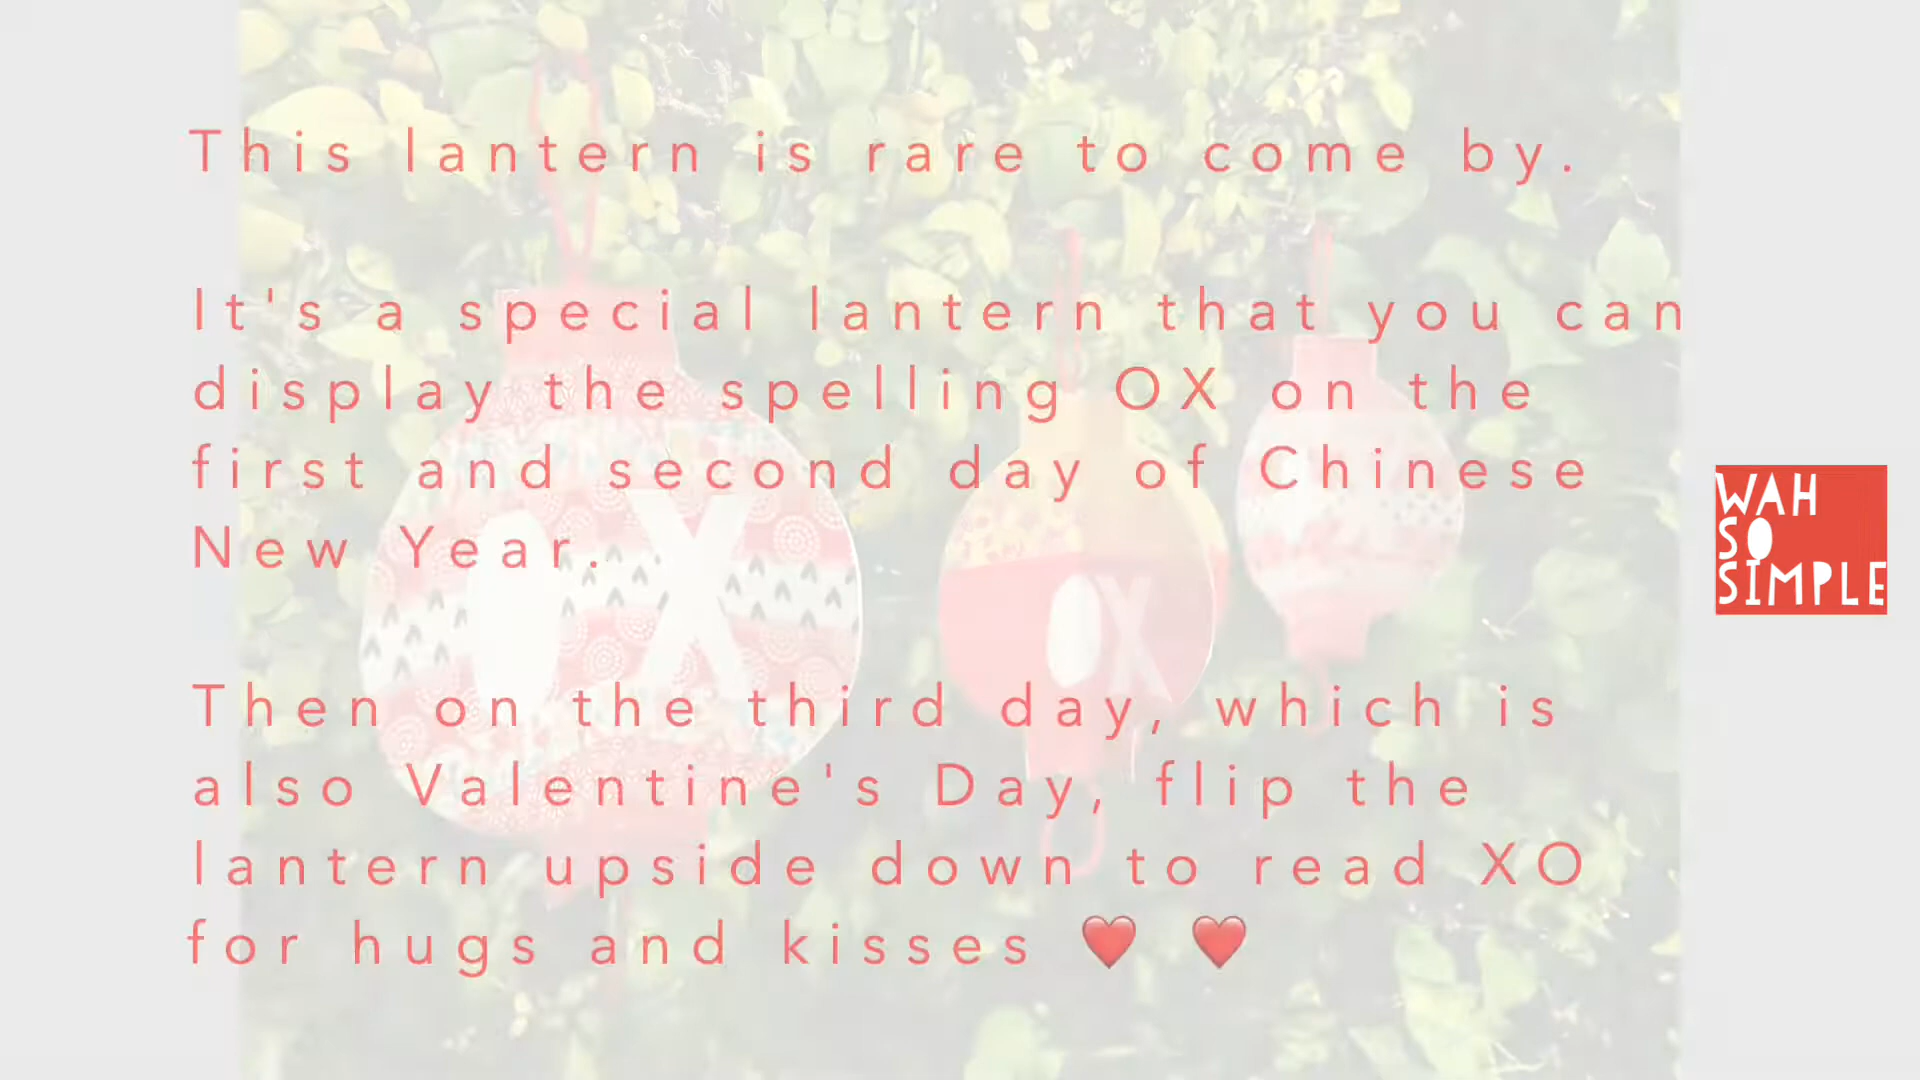 This lantern is rare to come by.
It's a special lantern that you can
display the spelling OX on the
first and second day of Chinese
New Year.
Then on the third day, which is
also Valentine's Day, flip the
lantern upside down to read XO
for hugs and kisses ❤️ ❤️
OX
OX
WAH
SO
SIMPLE